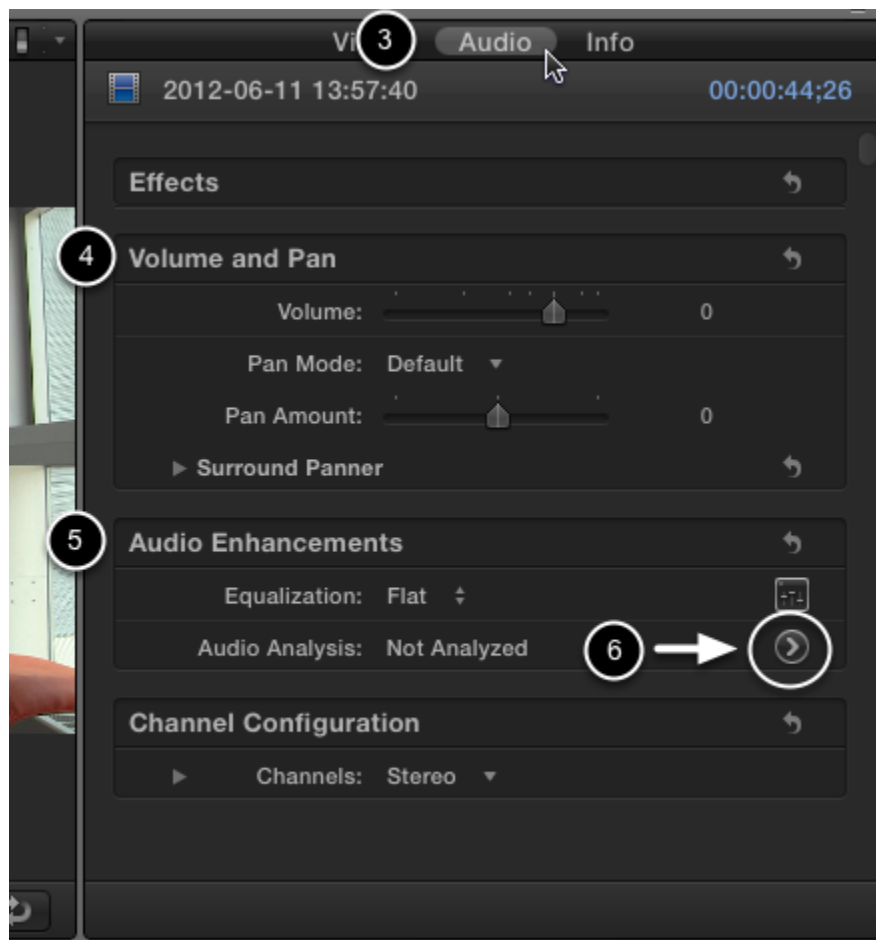 Vi 3 Audio Info
2012-06-11 13:57:40 00:00:44;26
Effects
4 Volume and Pan
Volume: 0
Pan Mode: Default
Pan Amount: 0
Surround Panner
5 Audio Enhancements
Equalization: Flat
Audio Analysis: Not Analyzed 6
Channel Configuration
Channels: Stereo